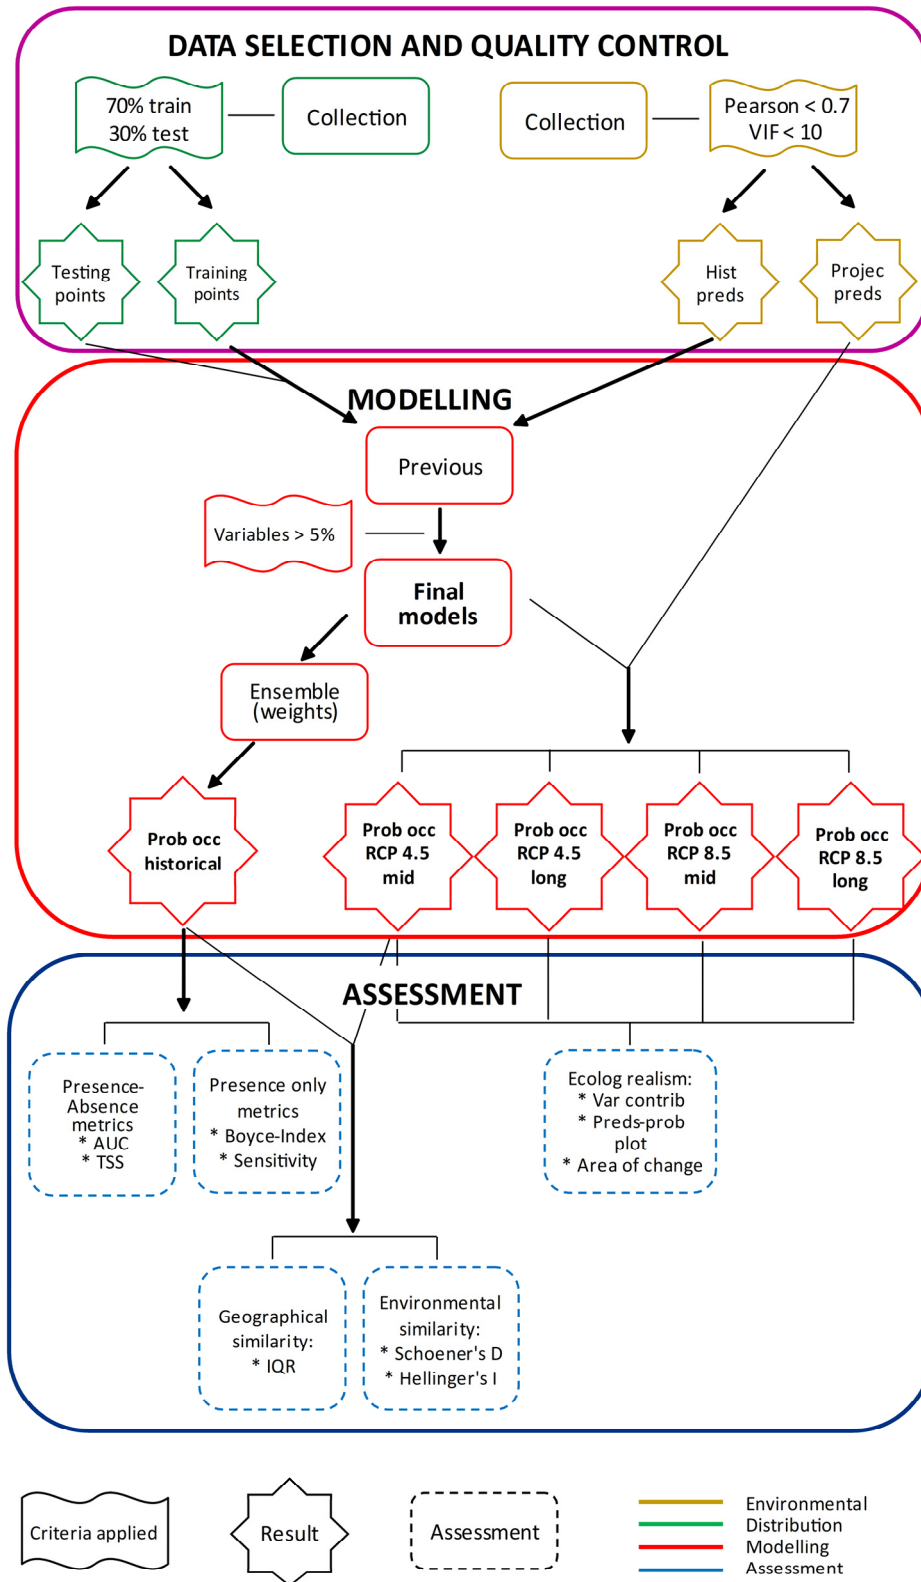 DATA SELECTION AND QUALITY CONTROL
70% train
30% test
Collection
Collection
Pearson < 0.7
VIF < 10
Testing
points
Training
points
Hist
preds
Projec
preds
MODELLING
Previous
Variables > 5%
Final
models
Ensemble
(weights)
Prob occ
historical
Prob occ
RCP 4.5
mid
Prob occ
RCP 4.5
long
Prob occ
RCP 8.5
mid
Prob occ
RCP 8.5
long
ASSESSMENT
Presence-
Absence
metrics
* AUC
* TSS
Presence only
metrics
* Boyce-Index
* Sensitivity
Ecolog realism:
* Var contrib
* Preds-prob
plot
* Area of change
Geographical
similarity:
* IQR
Environmental
similarity:
* Schoener's D
* Hellinger's I
Criteria applied
Result
Assessment
Environmental
Distribution
Modelling
Assessment